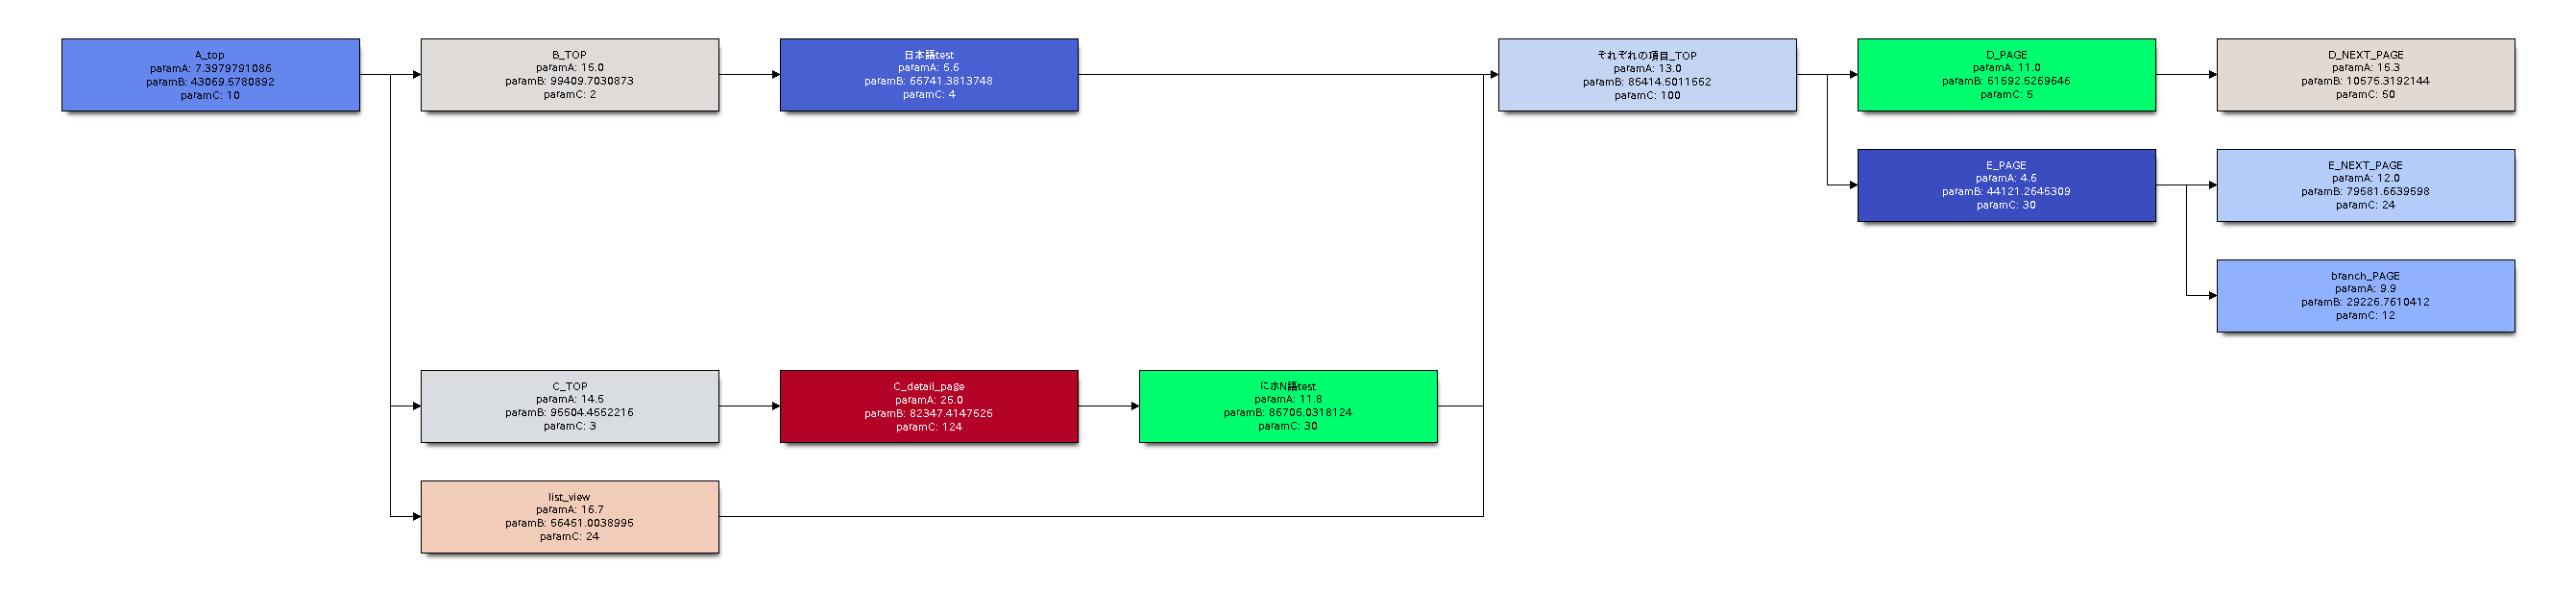 A_top
paramA: 7.3979791086
paramB: 43069.5780892
paramC: 10
B_TOP
paramA: 15.0
paramB: 99409.7030873
paramC: 2
日本語test
paramA: 5.6
paramB: 66741.3813748
paramC: 4
それぞれの項目_TOP
paramA: 13.0
paramB: 85414.5011552
paramC: 100
D_PAGE
paramA: 11.0
paramB: 51592.5269645
paramC: 5
D_NEXT_PAGE
paramA: 15.3
paramB: 10575.3192144
paramC: 50
E_PAGE
paramA: 4.5
paramB: 44121.2645309
paramC: 30
E_NEXT_PAGE
paramA: 12.0
paramB: 79581.6639598
paramC: 24
branch_PAGE
paramA: 9.9
paramB: 29226.7610412
paramC: 12
C_TOP
paramA: 14.5
paramB: 95504.4552216
paramC: 3
C_detail_page
paramA: 25.0
paramB: 82347.4147525
paramC: 124
にホN語test
paramA: 11.8
paramB: 86705.0318124
paramC: 30
list_view
paramA: 16.7
paramB: 56451.0038995
paramC: 24